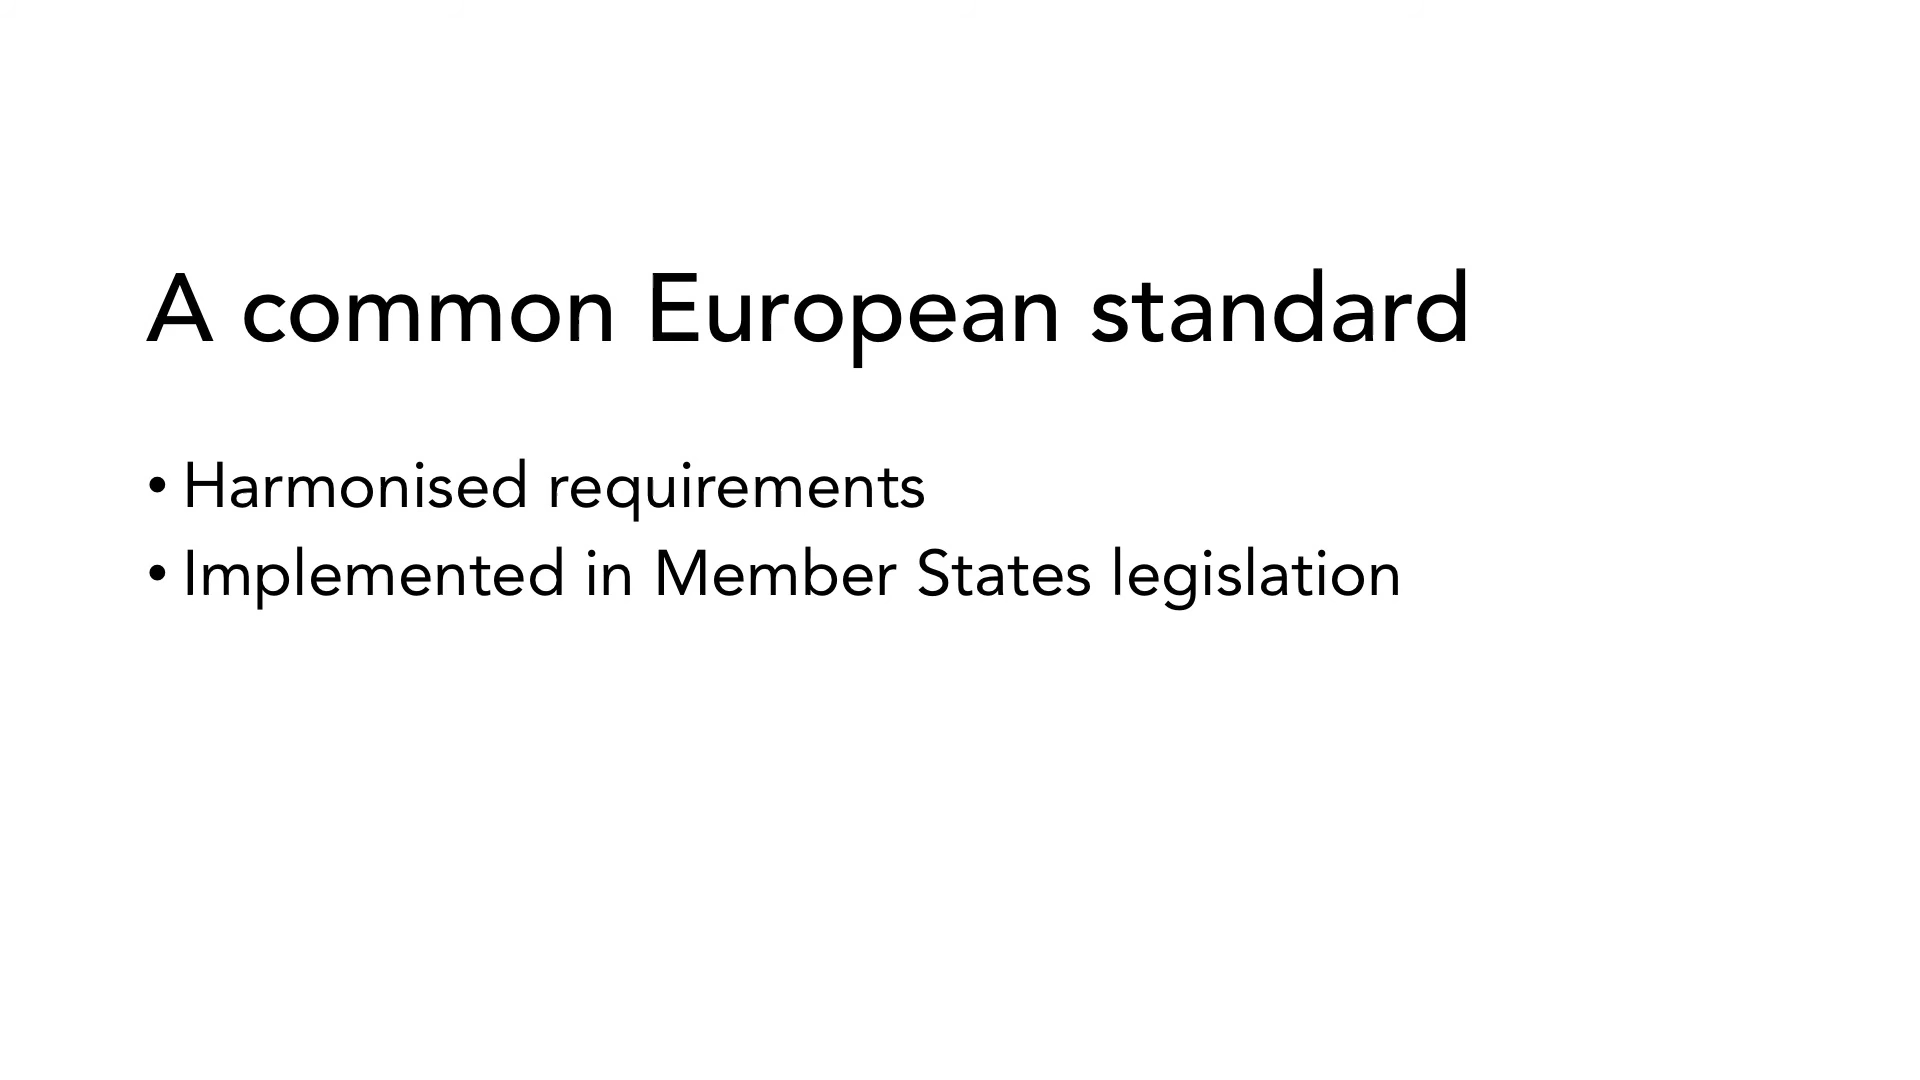 A common European standard
• Harmonised requirements
• Implemented in Member States legislation